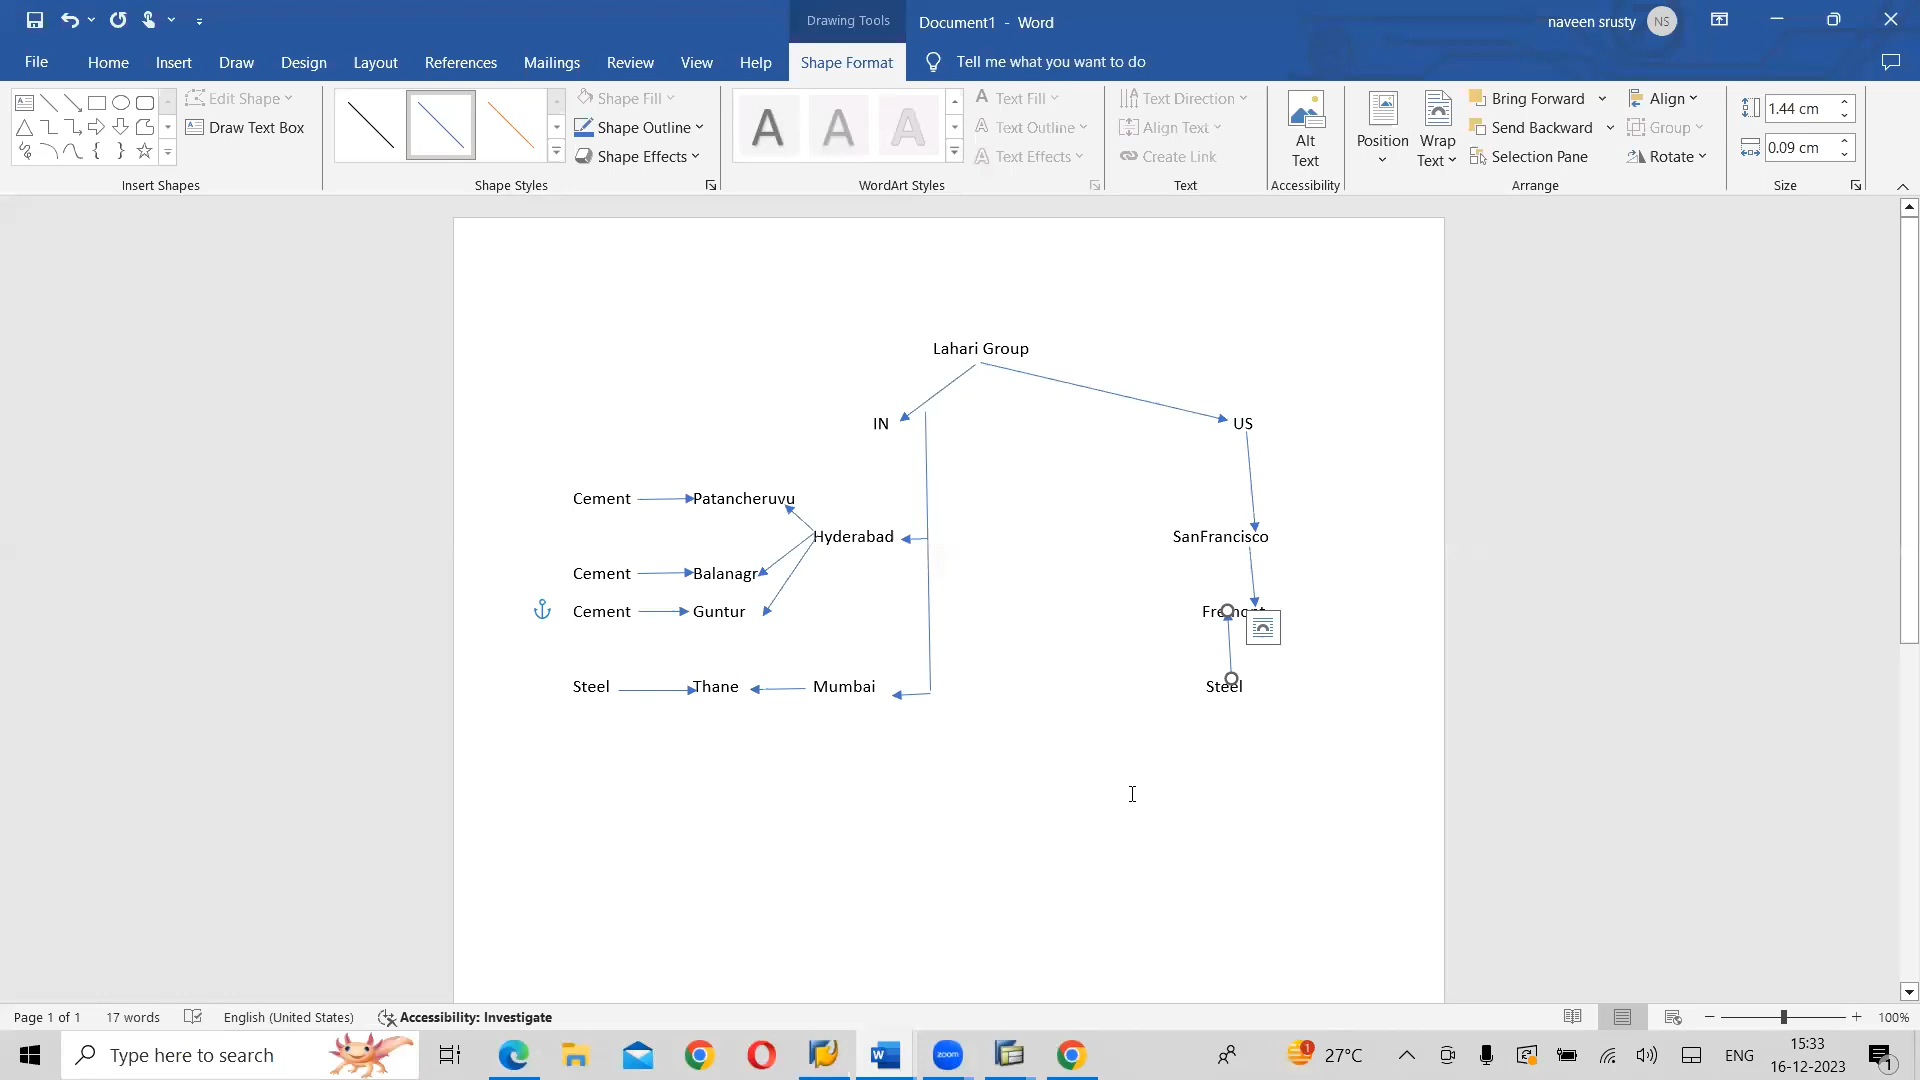 Drawing Tools
Document1 - Word
naveen srusty
NS
File
Home
Insert
Draw
Design
Layout
References
Mailings
Review
View
Help
Shape Format
Tell me what you want to do
Edit Shape
Draw Text Box
Insert Shapes
Shape Fill
Shape Outline
Shape Effects
Shape Styles
A A A
WordArt Styles
A Text Fill
A Text Outline
A Text Effects
Text Direction
Align Text
Create Link
Text
Alt
Text
Accessibility
Position
Wrap
Text
Bring Forward
Send Backward
Selection Pane
Align
Group
Rotate
Arrange
1.44 cm
0.09 cm
Size
Lahari Group
IN
US
Cement
Patancheruvu
Hyderabad
SanFrancisco
Cement
Balanagr
Cement
Guntur
Steel
Thane
Mumbai
Steel
Page 1 of 1
17 words
English (United States)
Accessibility: Investigate
100%
Type here to search
W
zoom
1
27°C
ENG
15:33
16-12-2023
1